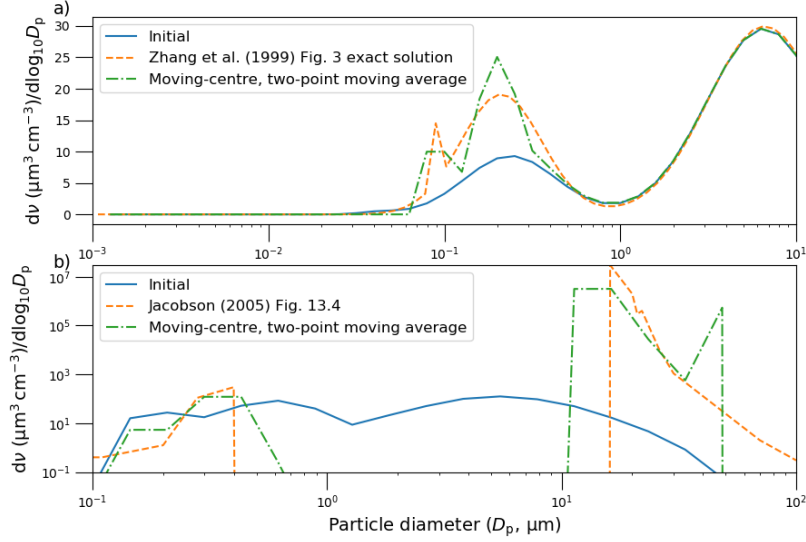 a)
dν (μm³ cm⁻³)/dlog₁₀Dₚ
30
25
20
15
10
5
0
Initial
Zhang et al. (1999) Fig. 3 exact solution
Moving-centre, two-point moving average
10⁻³
10⁻²
10⁻¹
10⁰
10¹
b)
dν (μm³ cm⁻³)/dlog₁₀Dₚ
10⁷
10⁵
10³
10¹
10⁻¹
Initial
Jacobson (2005) Fig. 13.4
Moving-centre, two-point moving average
10⁻¹
10⁰
10¹
10²
Particle diameter (Dₚ, μm)